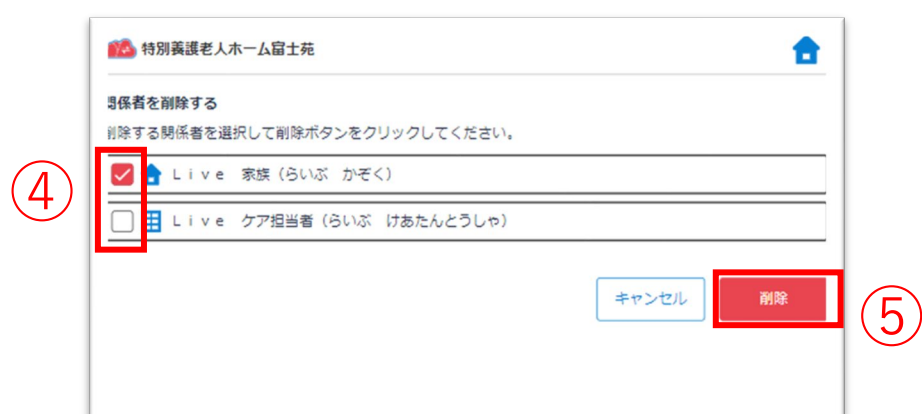 特別養護老人ホーム富士苑
関係者を削除する
削除する関係者を選択して削除ボタンをクリックしてください。
④
Ｌｉｖｅ　家族（らいぶ　かぞく）
Ｌｉｖｅ　ケア担当者（らいぶ　けあたんとうしゃ）
キャンセル
削除
⑤